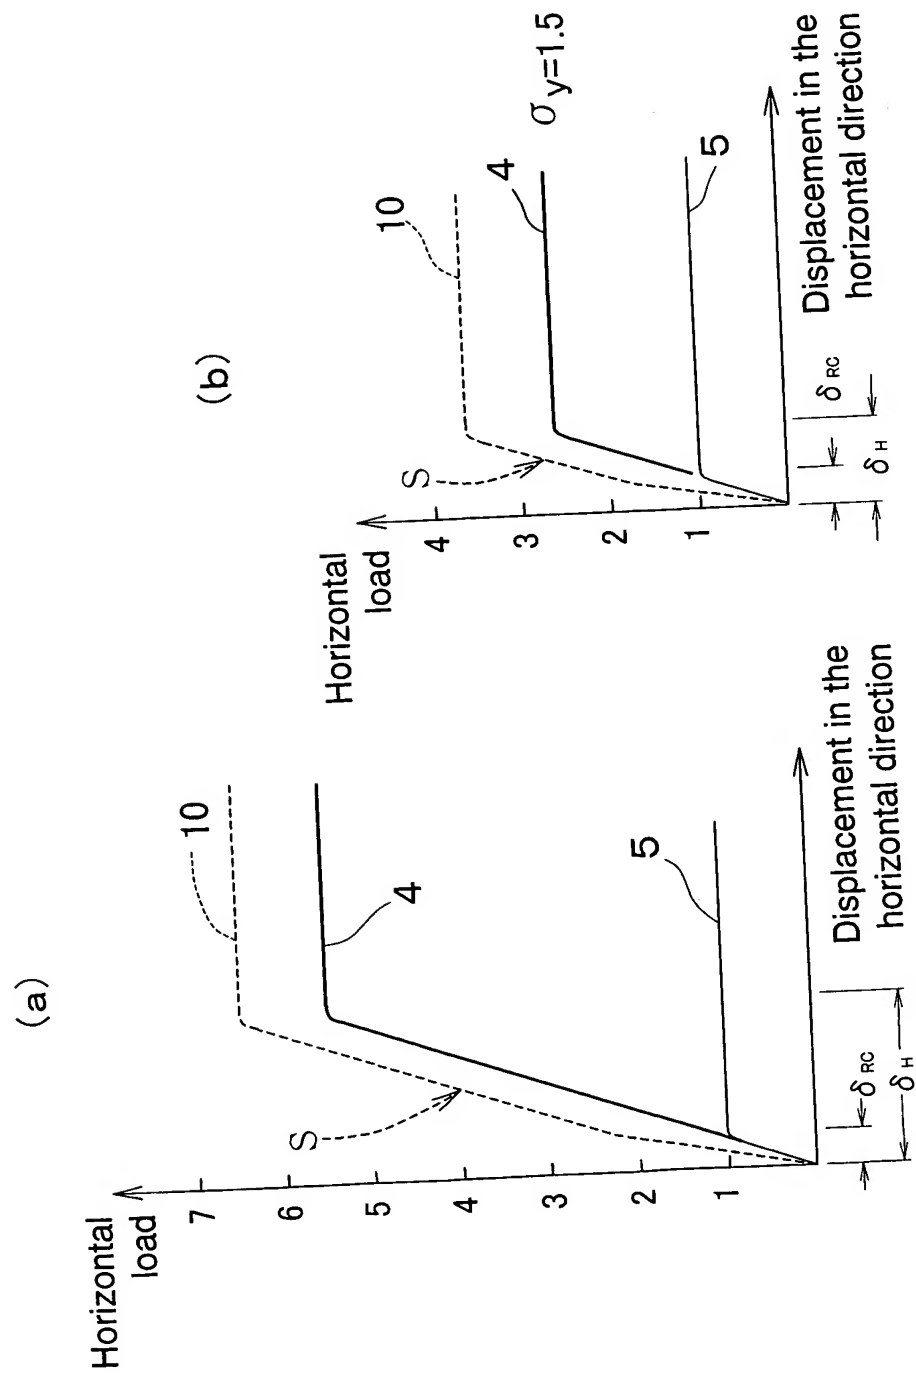 (a)
Horizontal
load
7
6
5
4
3
2
1
10
S
4
5
δRC
δH
Displacement in the
horizontal direction
(b)
Horizontal
load
4
3
2
1
10
S
4
σy=1.5
5
δRC
δH
Displacement in the
horizontal direction